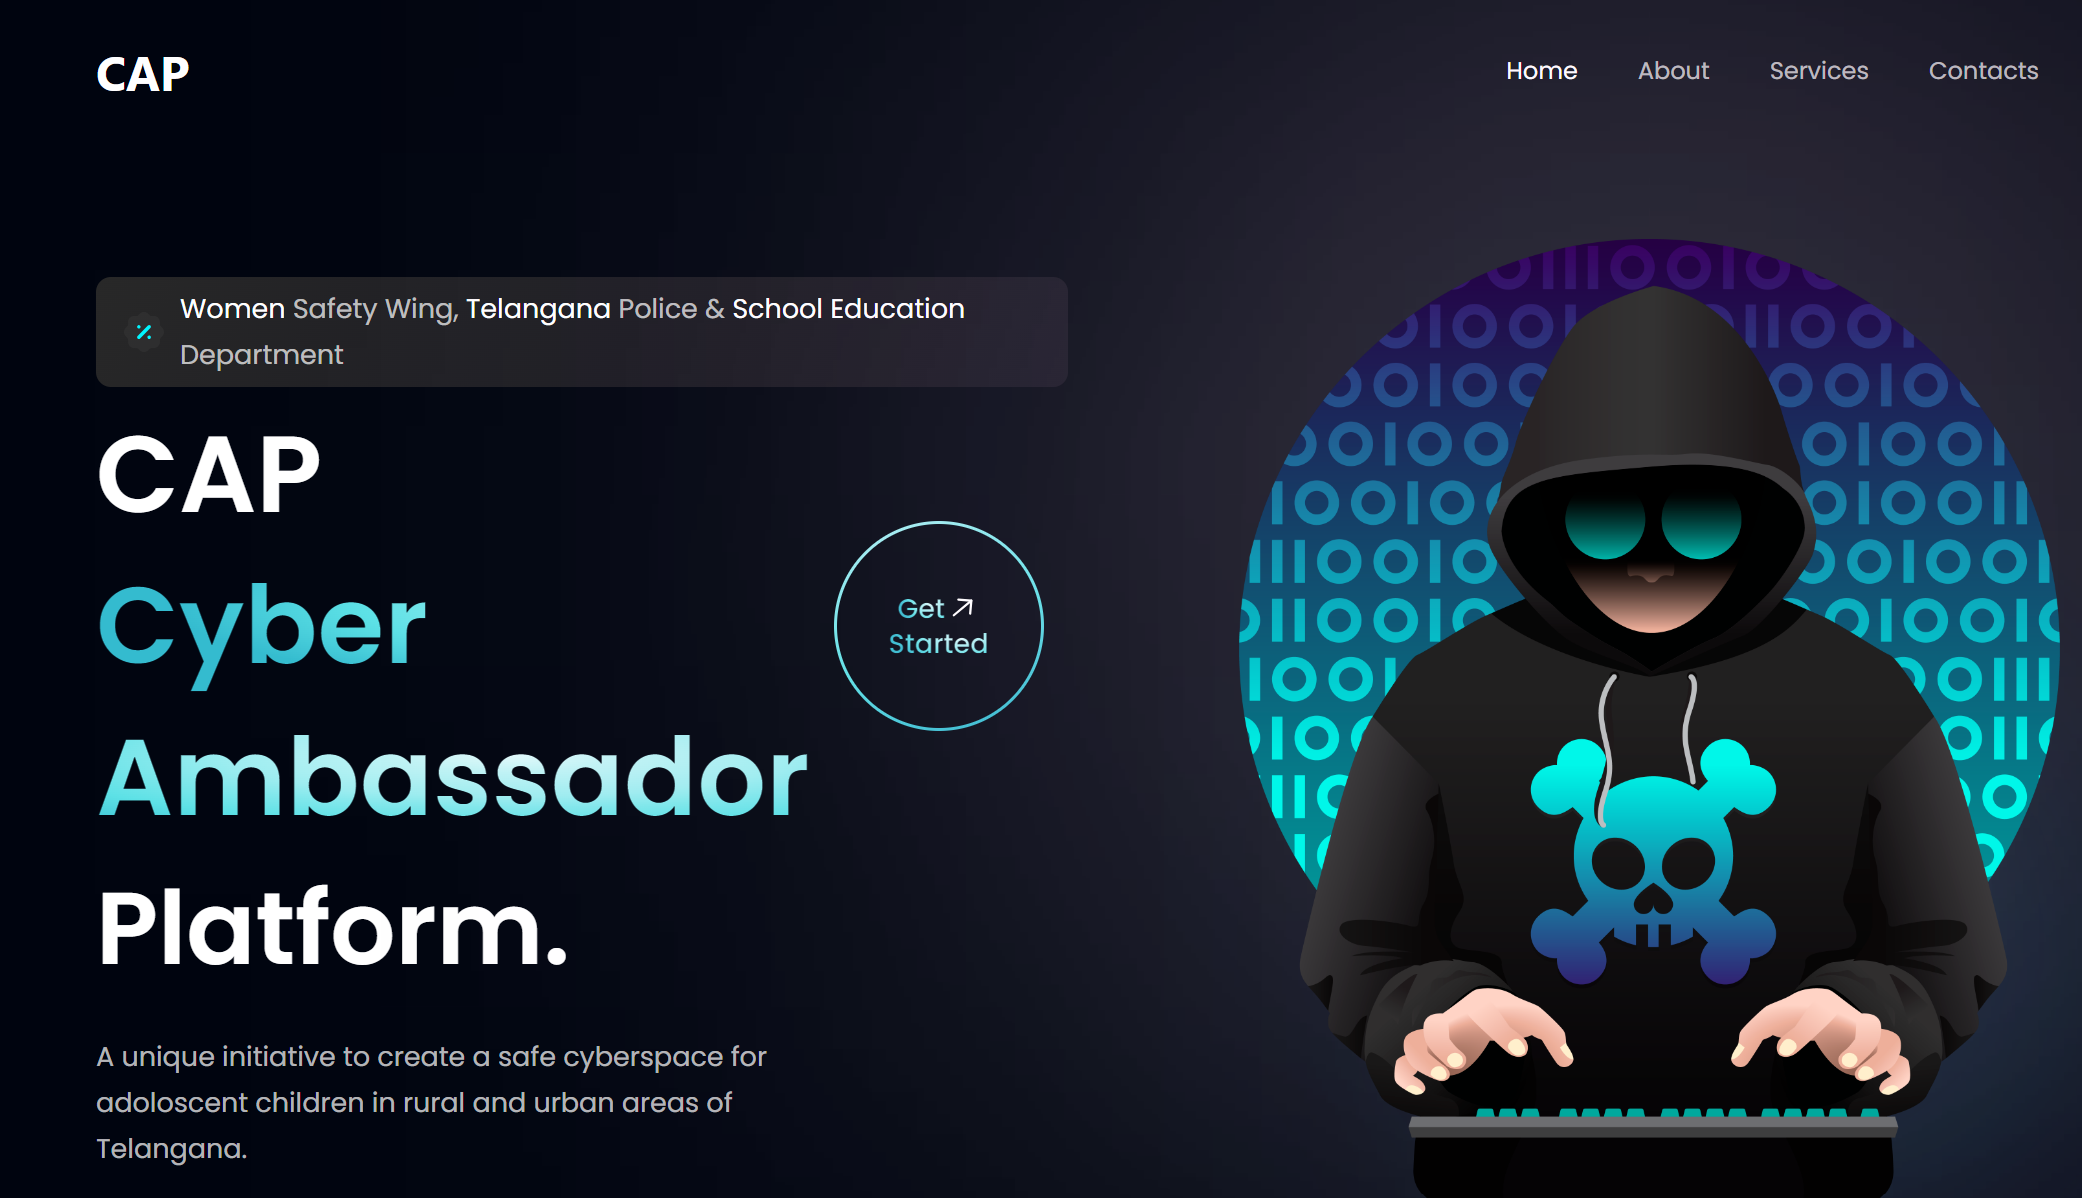 CAP
Home About Services Contacts
Women Safety Wing, Telangana Police & School Education
Department
CAP
Cyber
Ambassador
Platform.
Get
Started
A unique initiative to create a safe cyberspace for
adoloscent children in rural and urban areas of
Telangana.